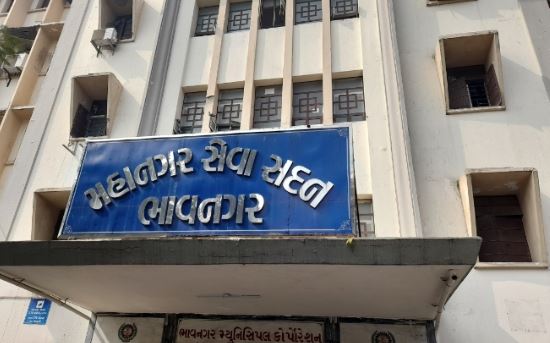 મહાનગર સેવા સદન
ભાવનગર
ભાવનગર મ્યુનિસિપલ કોર્પોરેશન